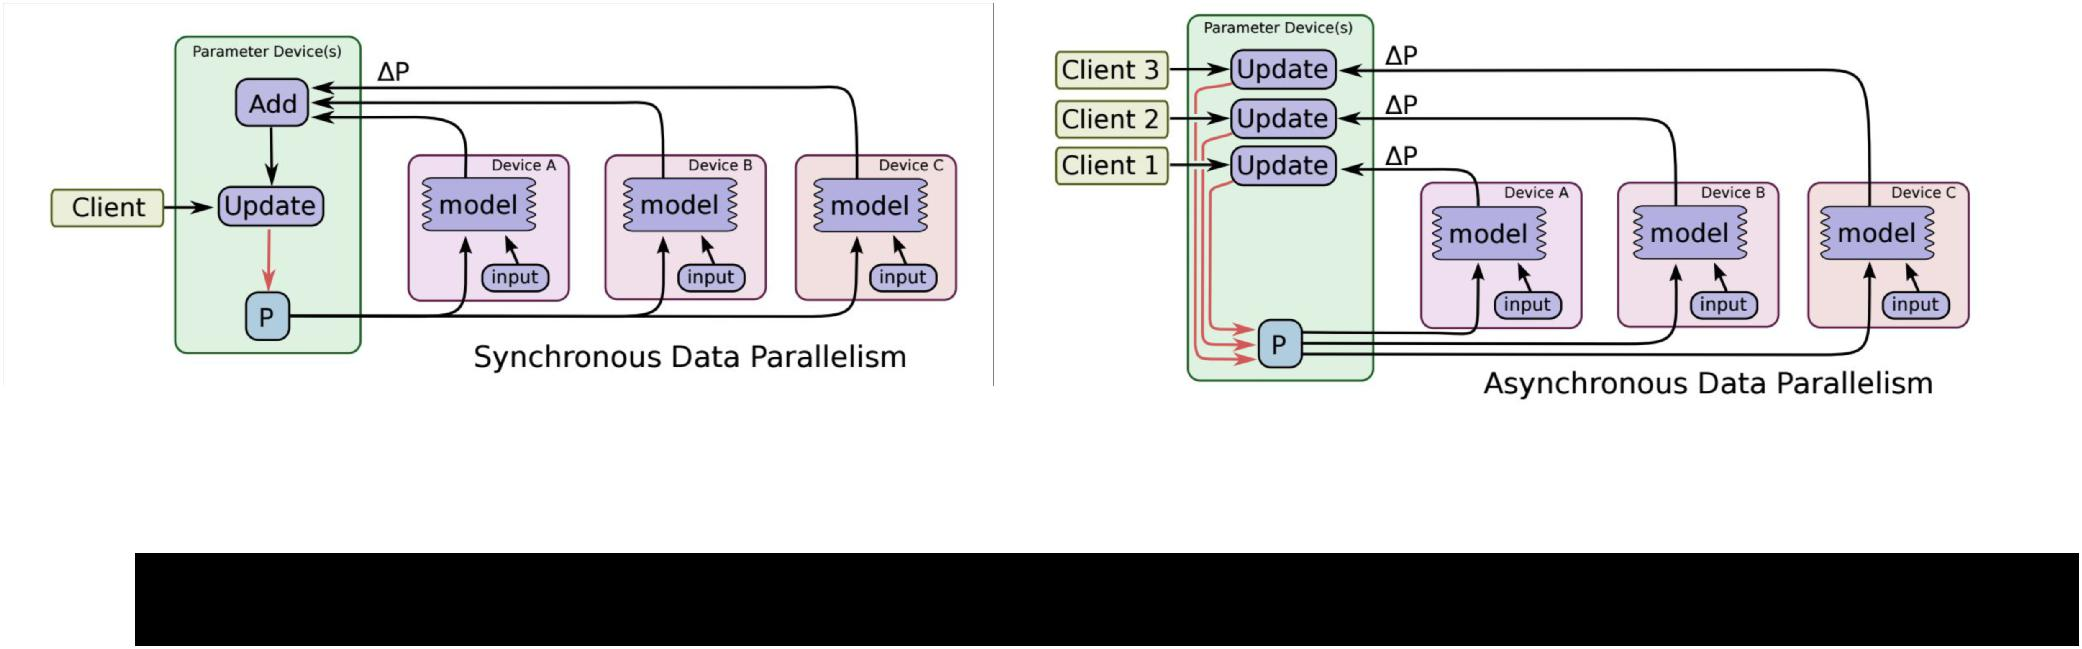 Parameter Device(s)
ΔP
Add
Device A
Device B
Device C
Client
Update
model
model
model
input
input
input
P
Synchronous Data Parallelism
Parameter Device(s)
Client 3
Update
ΔP
Client 2
Update
ΔP
Client 1
Update
ΔP
Device A
Device B
Device C
model
model
model
input
input
input
P
Asynchronous Data Parallelism